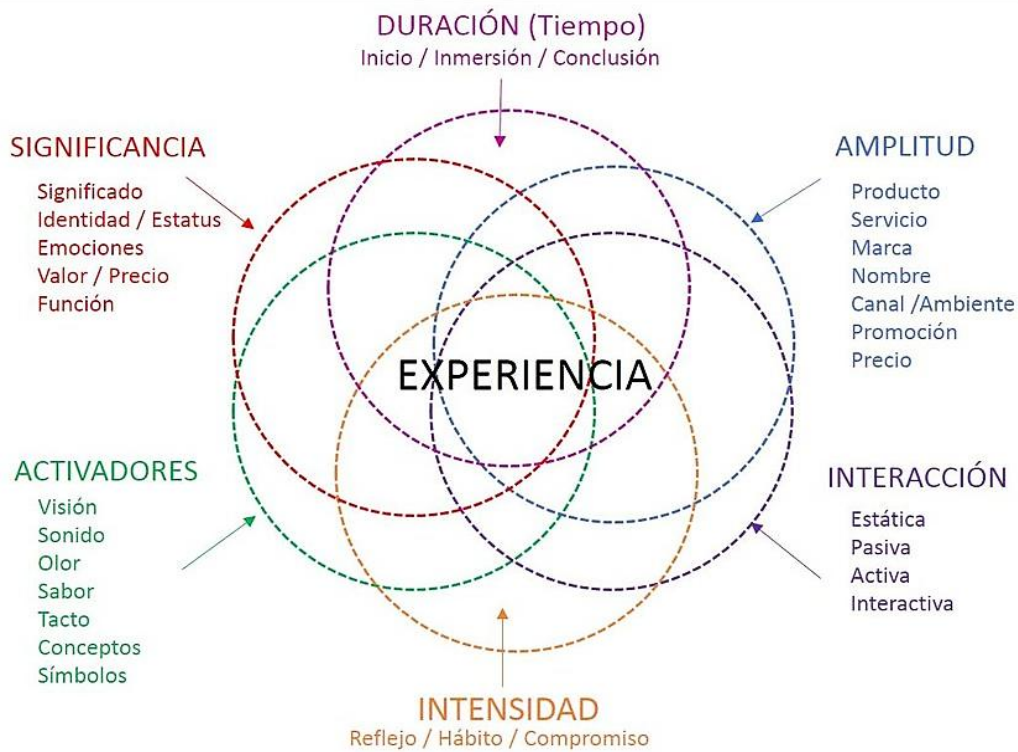 DURACIÓN (Tiempo)
Inicio / Inmersión / Conclusión
SIGNIFICANCIA
Significado
Identidad / Estatus
Emociones
Valor / Precio
Función
AMPLITUD
Producto
Servicio
Marca
Nombre
Canal /Ambiente
Promoción
Precio
EXPERIENCIA
ACTIVADORES
Visión
Sonido
Olor
Sabor
Tacto
Conceptos
Símbolos
INTERACCIÓN
Estática
Pasiva
Activa
Interactiva
INTENSIDAD
Reflejo / Hábito / Compromiso